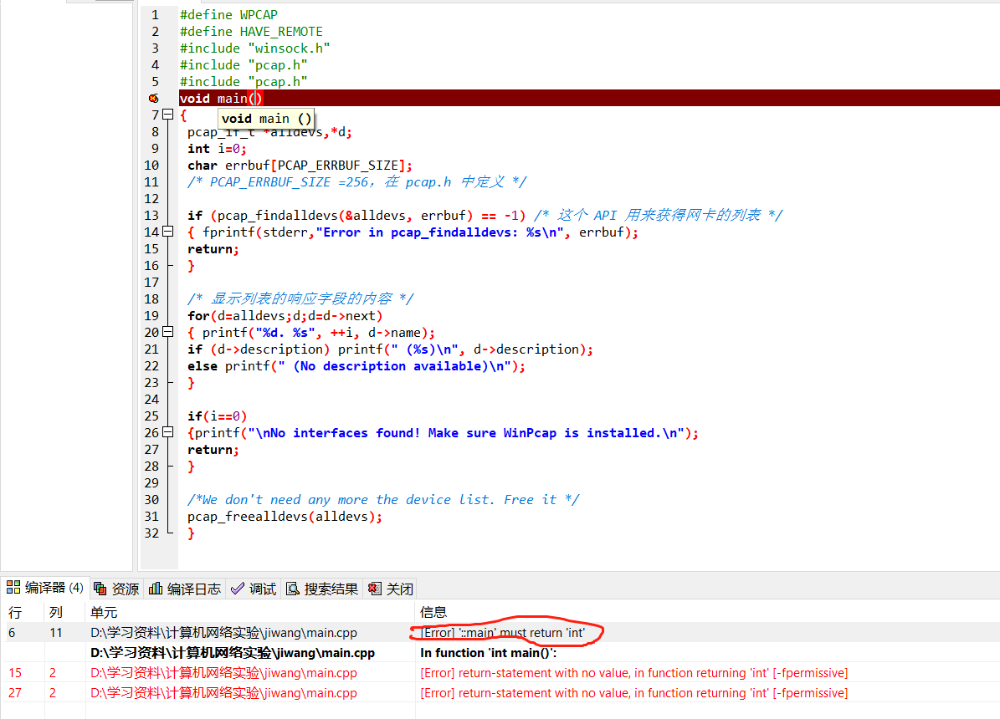 1 #define WPCAP
2 #define HAVE_REMOTE
3 #include "winsock.h"
4 #include "pcap.h"
5 #include "pcap.h"
6 void main()
void main ()
7 {
8 pcap_if_t *alldevs,*d;
9 int i=0;
10 char errbuf[PCAP_ERRBUF_SIZE];
11 /* PCAP_ERRBUF_SIZE =256，在 pcap.h 中定义 */
12
13 if (pcap_findalldevs(&alldevs, errbuf) == -1) /* 这个 API 用来获得网卡的列表 */
14 { fprintf(stderr,"Error in pcap_findalldevs: %s\n", errbuf);
15 return;
16 }
17
18 /* 显示列表的响应字段的内容 */
19 for(d=alldevs;d;d=d->next)
20 { printf("%d. %s", ++i, d->name);
21 if (d->description) printf(" (%s)\n", d->description);
22 else printf(" (No description available)\n");
23 }
24
25 if(i==0)
26 {printf("\nNo interfaces found! Make sure WinPcap is installed.\n");
27 return;
28 }
29
30 /*We don't need any more the device list. Free it */
31 pcap_freealldevs(alldevs);
32 }
编译器 (4) 资源 编译日志 调试 搜索结果 关闭
行 列 单元 信息
6 11 D:\学习资料\计算机网络实验\jiwang\main.cpp [Error] '::main' must return 'int'
D:\学习资料\计算机网络实验\jiwang\main.cpp In function 'int main()':
15 2 D:\学习资料\计算机网络实验\jiwang\main.cpp [Error] return-statement with no value, in function returning 'int' [-fpermissive]
27 2 D:\学习资料\计算机网络实验\jiwang\main.cpp [Error] return-statement with no value, in function returning 'int' [-fpermissive]